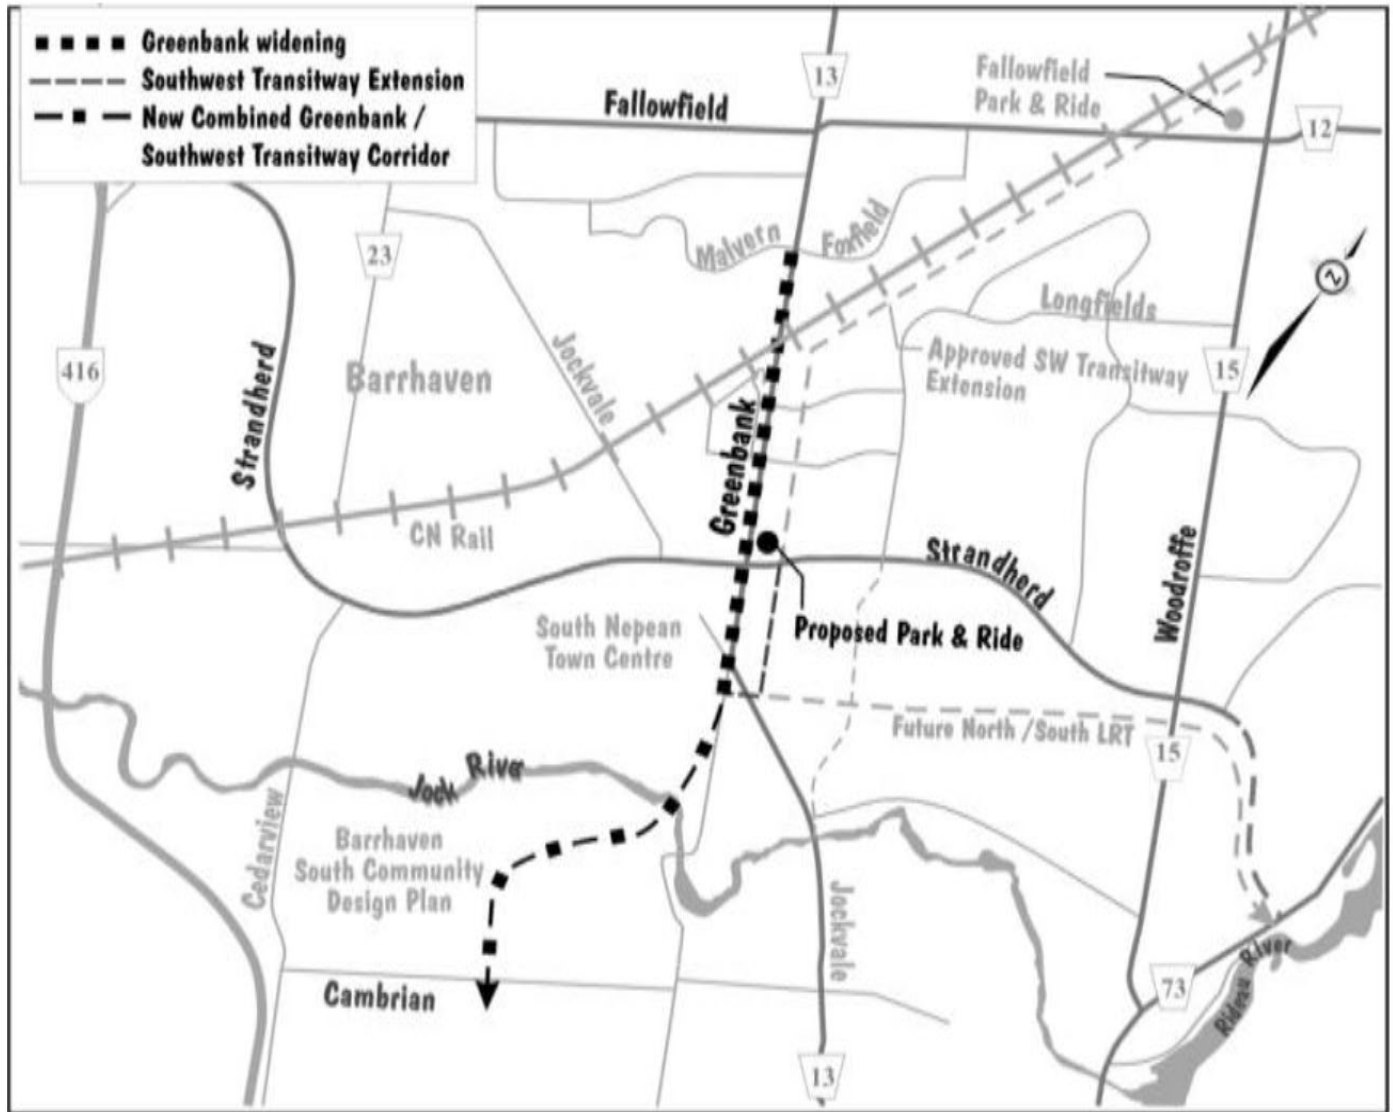 Greenbank widening
Southwest Transitway Extension
New Combined Greenbank /
Southwest Transitway Corridor
13
Fallowfield
Park & Ride
Fallowfield
12
Malvern
Foxfield
23
Z
Longfields
416
Strandherd
Barrhaven
Jockvale
Approved SW Transitway
Extension
15
Greenbank
CN Rail
Strandherd
Woodroffe
South Nepean
Town Centre
Proposed Park & Ride
Future North / South LRT
15
Jock River
Cedarview
Barrhaven
South Community
Design Plan
Jockvale
Rideau River
73
Cambrian
13